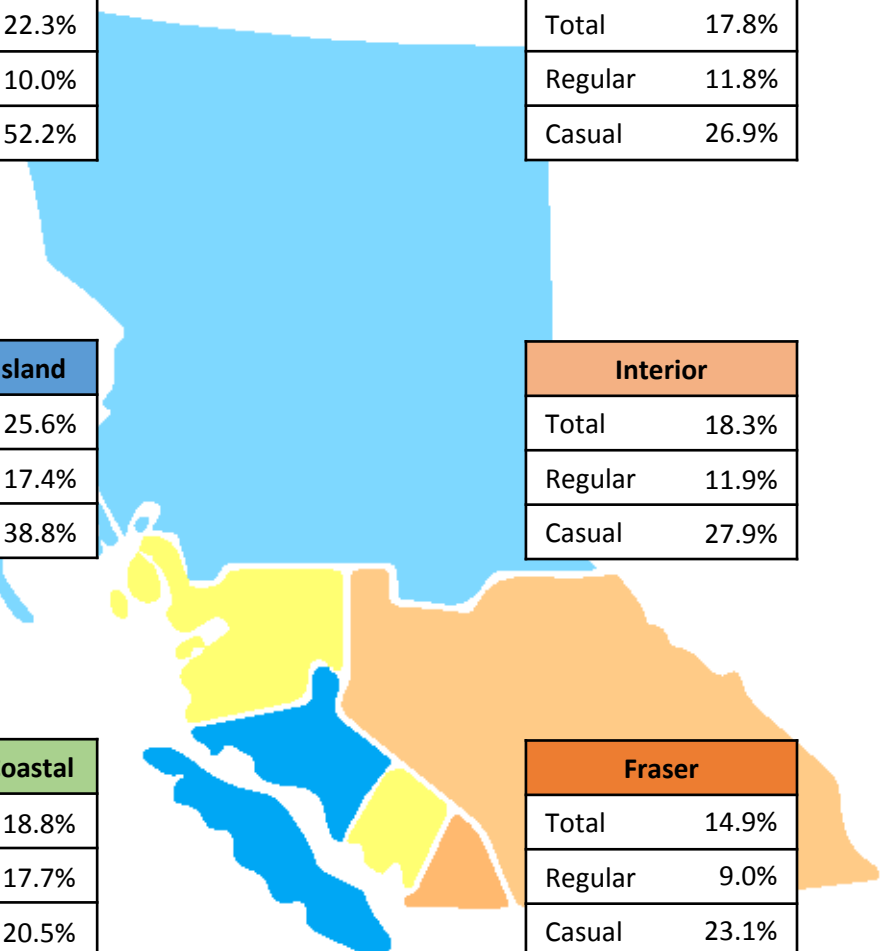 22.3%
10.0%
52.2%
Total 17.8%
Regular 11.8%
Casual 26.9%
sland
25.6%
17.4%
38.8%
Interior
Total 18.3%
Regular 11.9%
Casual 27.9%
oastal
18.8%
17.7%
20.5%
Fraser
Total 14.9%
Regular 9.0%
Casual 23.1%